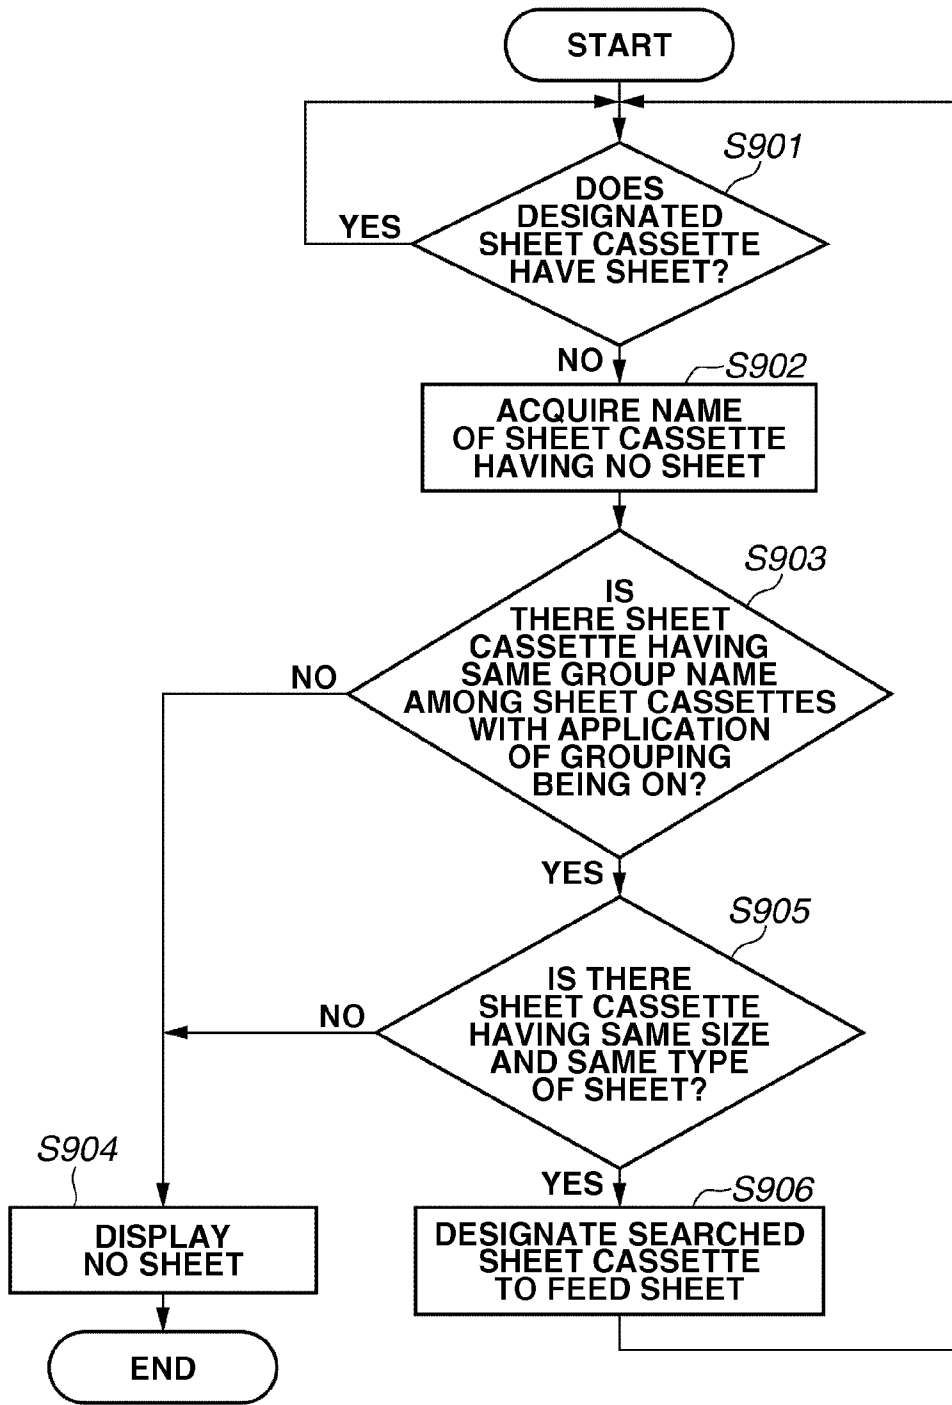 START
S901
DOES
DESIGNATED
SHEET CASSETTE
HAVE SHEET?
YES
NO
S902
ACQUIRE NAME
OF SHEET CASSETTE
HAVING NO SHEET
S903
IS
THERE SHEET
CASSETTE HAVING
SAME GROUP NAME
AMONG SHEET CASSETTES
WITH APPLICATION
OF GROUPING
BEING ON?
NO
YES
S905
IS THERE
SHEET CASSETTE
HAVING SAME SIZE
AND SAME TYPE
OF SHEET?
NO
YES
S904
DISPLAY
NO SHEET
S906
DESIGNATE SEARCHED
SHEET CASSETTE
TO FEED SHEET
END